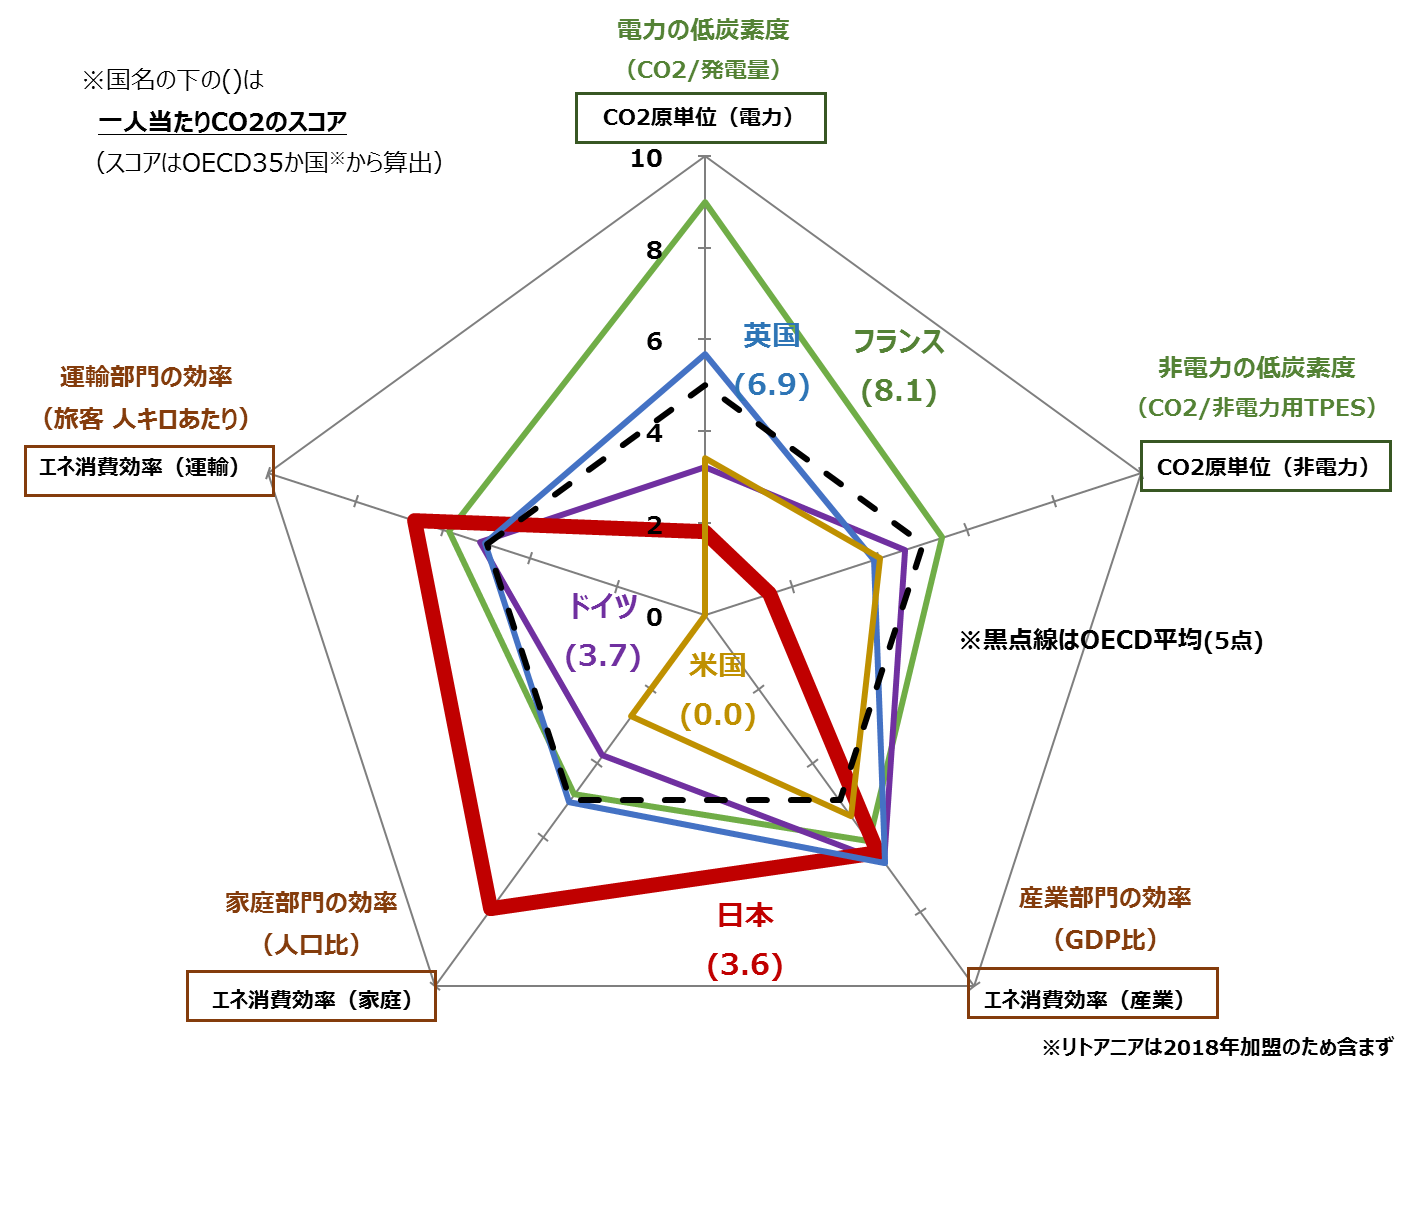 電力の低炭素度
（CO2/発電量）
CO2原単位（電力）
※国名の下の()は
一人当たりCO2のスコア
（スコアはOECD35か国※から算出）
10
8
6
4
2
0
英国
(6.9)
フランス
(8.1)
運輸部門の効率
（旅客 人キロあたり）
エネ消費効率（運輸）
非電力の低炭素度
（CO2/非電力用TPES）
CO2原単位（非電力）
ドイツ
(3.7)
米国
(0.0)
※黒点線はOECD平均(5点)
家庭部門の効率
（人口比）
エネ消費効率（家庭）
日本
(3.6)
産業部門の効率
（GDP比）
エネ消費効率（産業）
※リトアニアは2018年加盟のため含まず